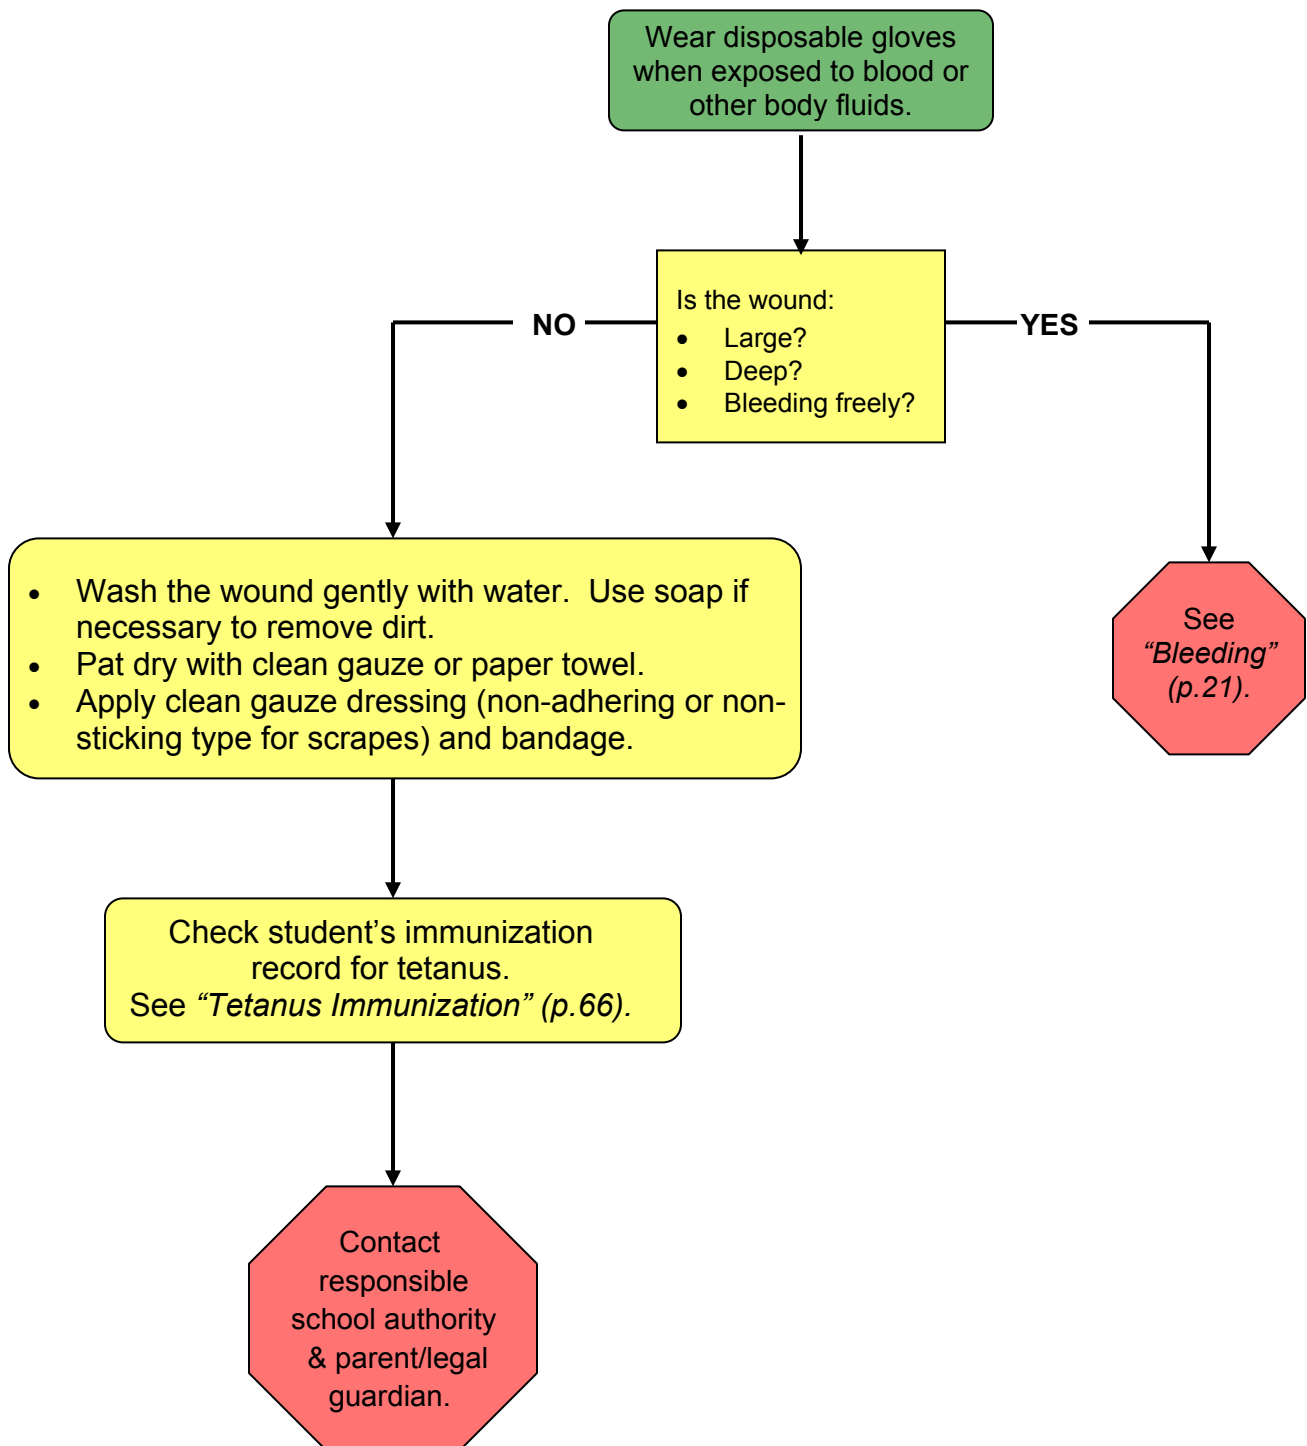 Wear disposable gloves
when exposed to blood or
other body fluids.
Is the wound:
• Large?
• Deep?
• Bleeding freely?
NO
YES
• Wash the wound gently with water.  Use soap if
necessary to remove dirt.
• Pat dry with clean gauze or paper towel.
• Apply clean gauze dressing (non-adhering or non-
sticking type for scrapes) and bandage.
See
“Bleeding”
(p.21).
Check student’s immunization
record for tetanus.
See “Tetanus Immunization” (p.66).
Contact
responsible
school authority
& parent/legal
guardian.